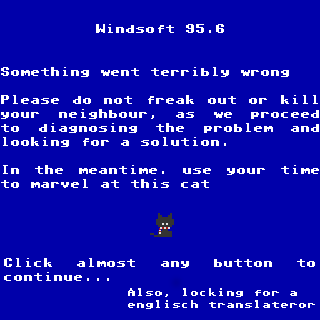 Windsoft 95.6
Something went terribly wrong
Please do not freak out or kill
your neighbour, as we proceed
to diagnosing the problem and
looking for a solution.
In the meantime. use your time
to marvel at this cat
Click almost any button to
continue...
Also, locking for a
englisch translateror